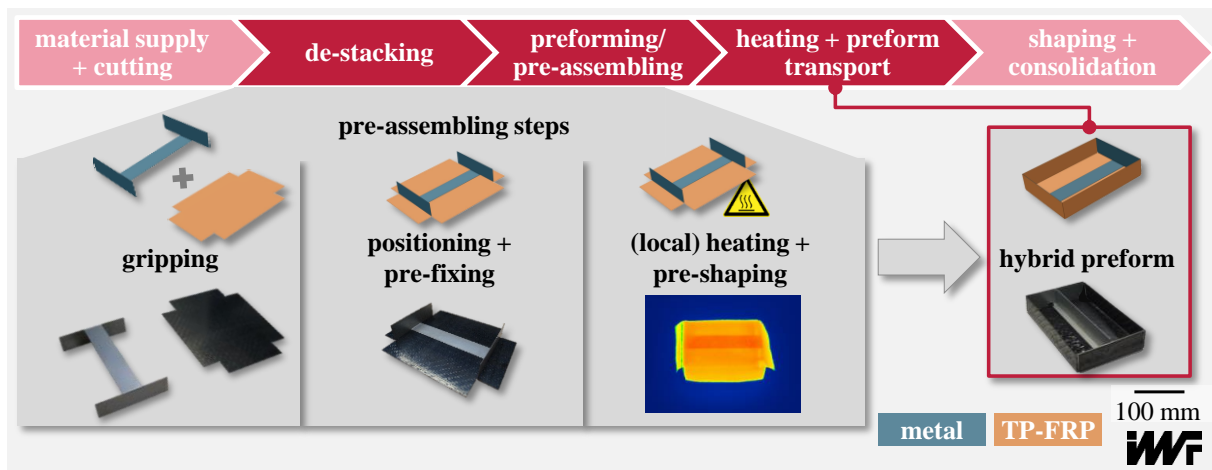 material supply
+ cutting
de-stacking
preforming/
pre-assembling
heating + preform
transport
shaping +
consolidation
pre-assembling steps
gripping
positioning +
pre-fixing
(local) heating +
pre-shaping
hybrid preform
metal
TP-FRP
100 mm
iWF